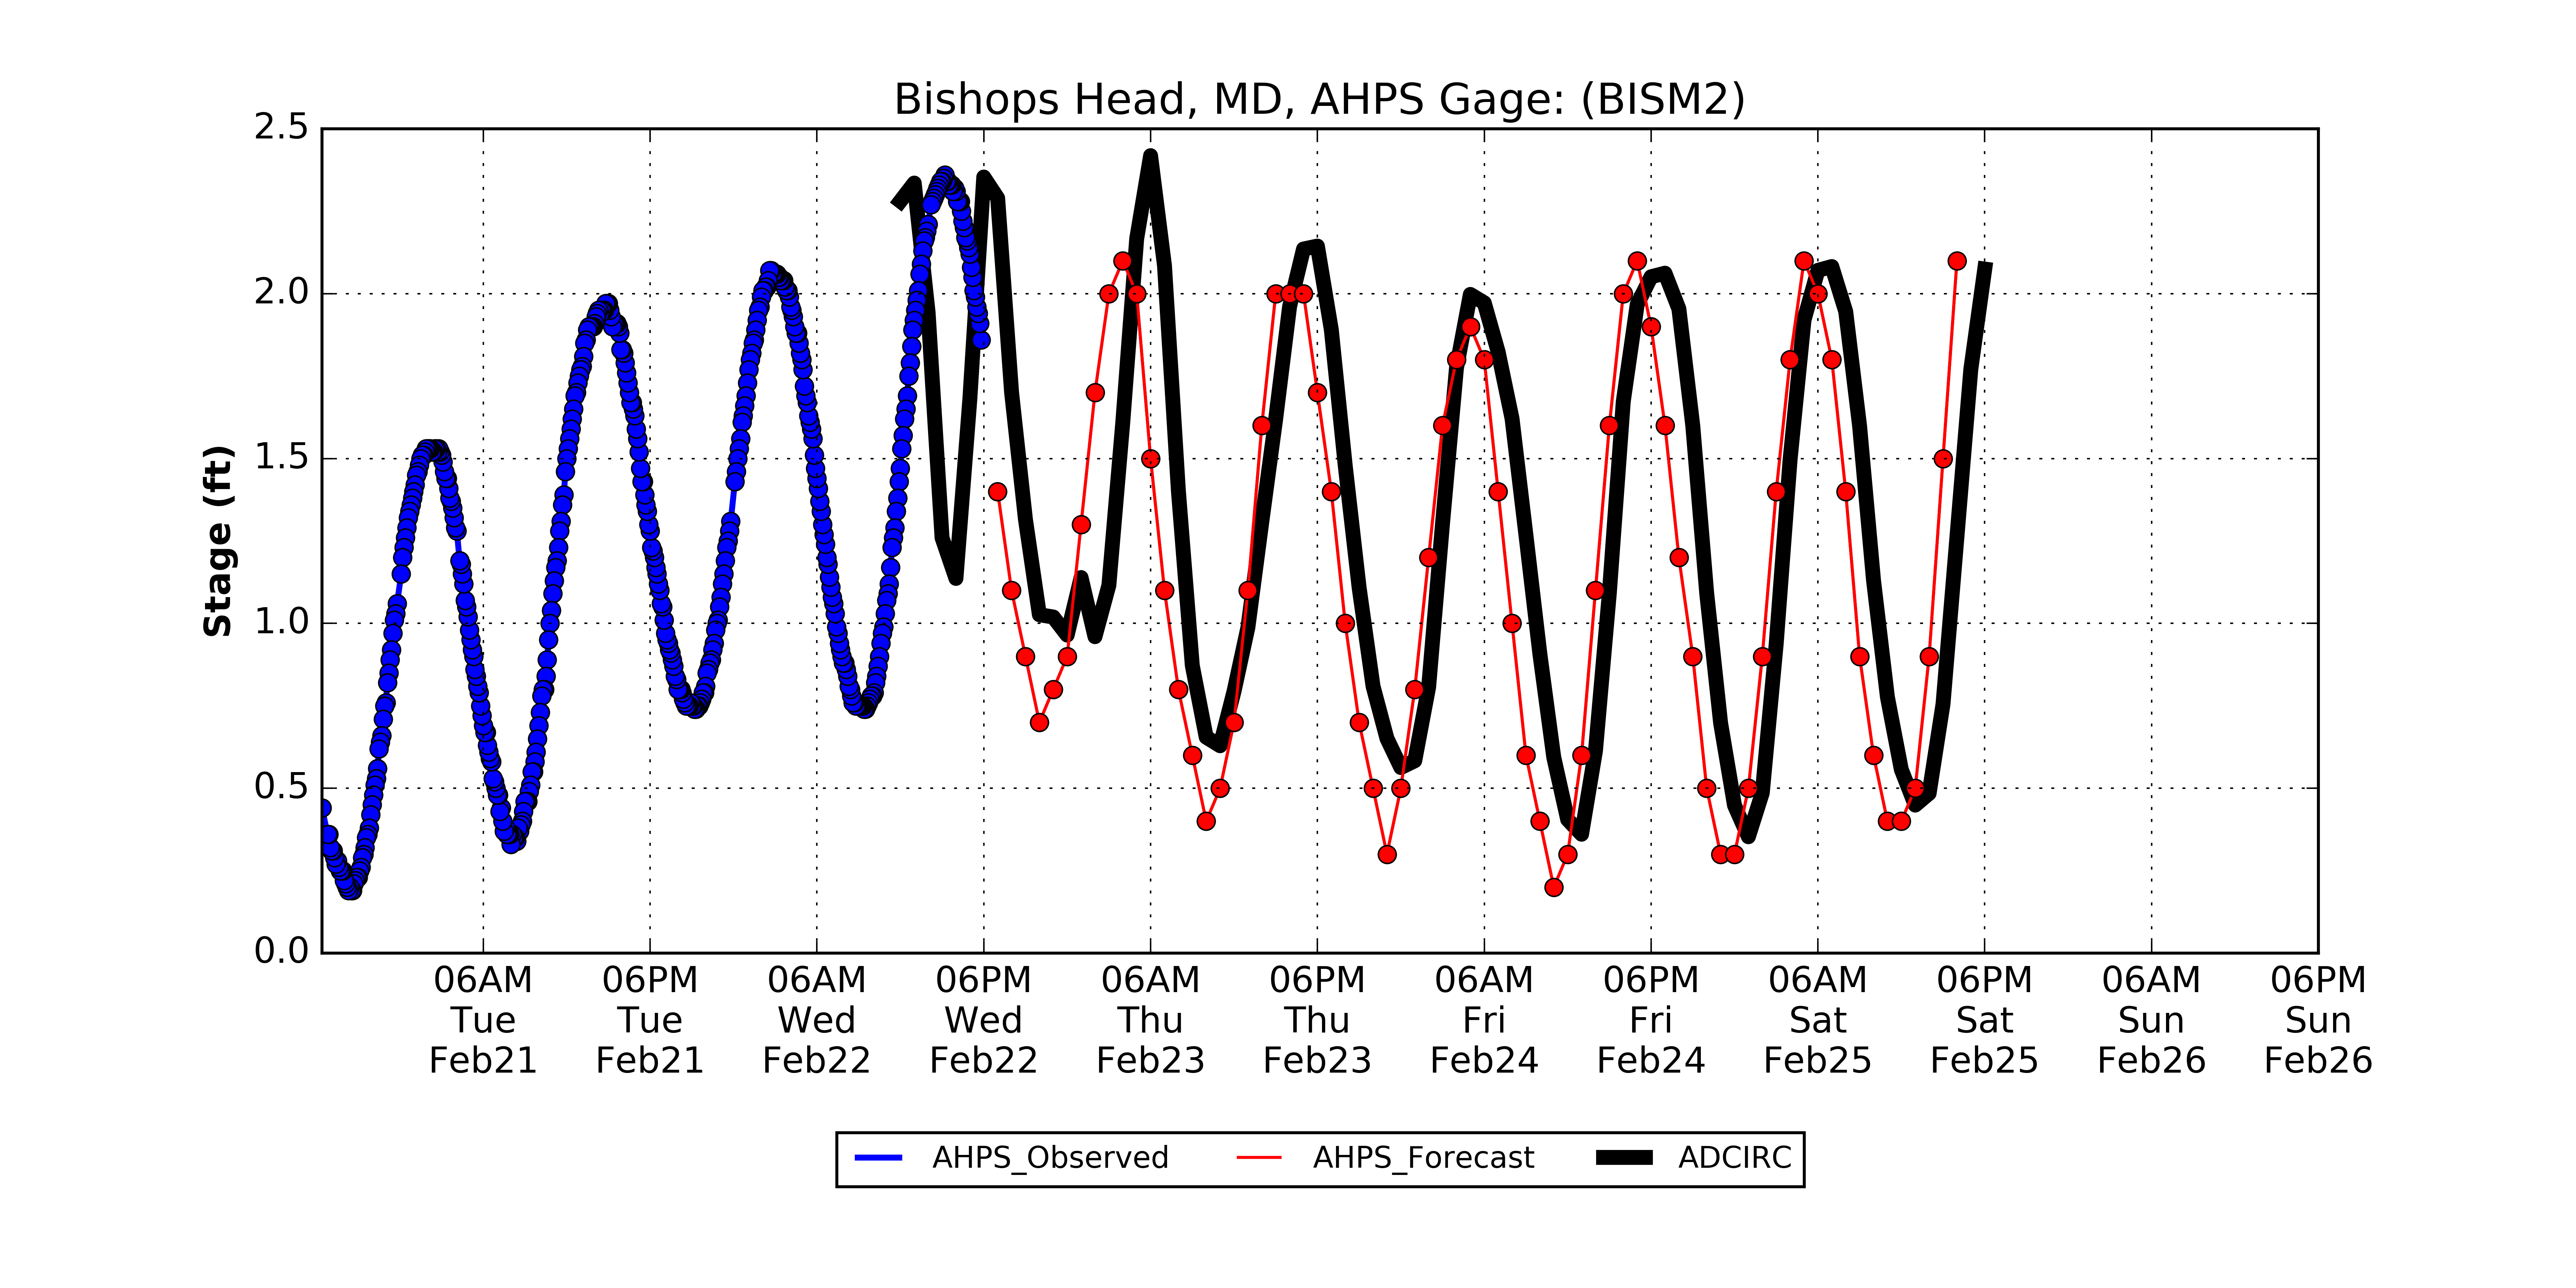 Bishops Head, MD, AHPS Gage: (BISM2)
2.5
2.0
1.5
1.0
0.5
0.0
Stage (ft)
06AM 06PM 06AM 06PM 06AM 06PM 06AM 06PM 06AM 06PM 06AM 06PM
Tue Tue Wed Wed Thu Thu Fri Fri Sat Sat Sun Sun
Feb21 Feb21 Feb22 Feb22 Feb23 Feb23 Feb24 Feb24 Feb25 Feb25 Feb26 Feb26
AHPS_Observed AHPS_Forecast ADCIRC